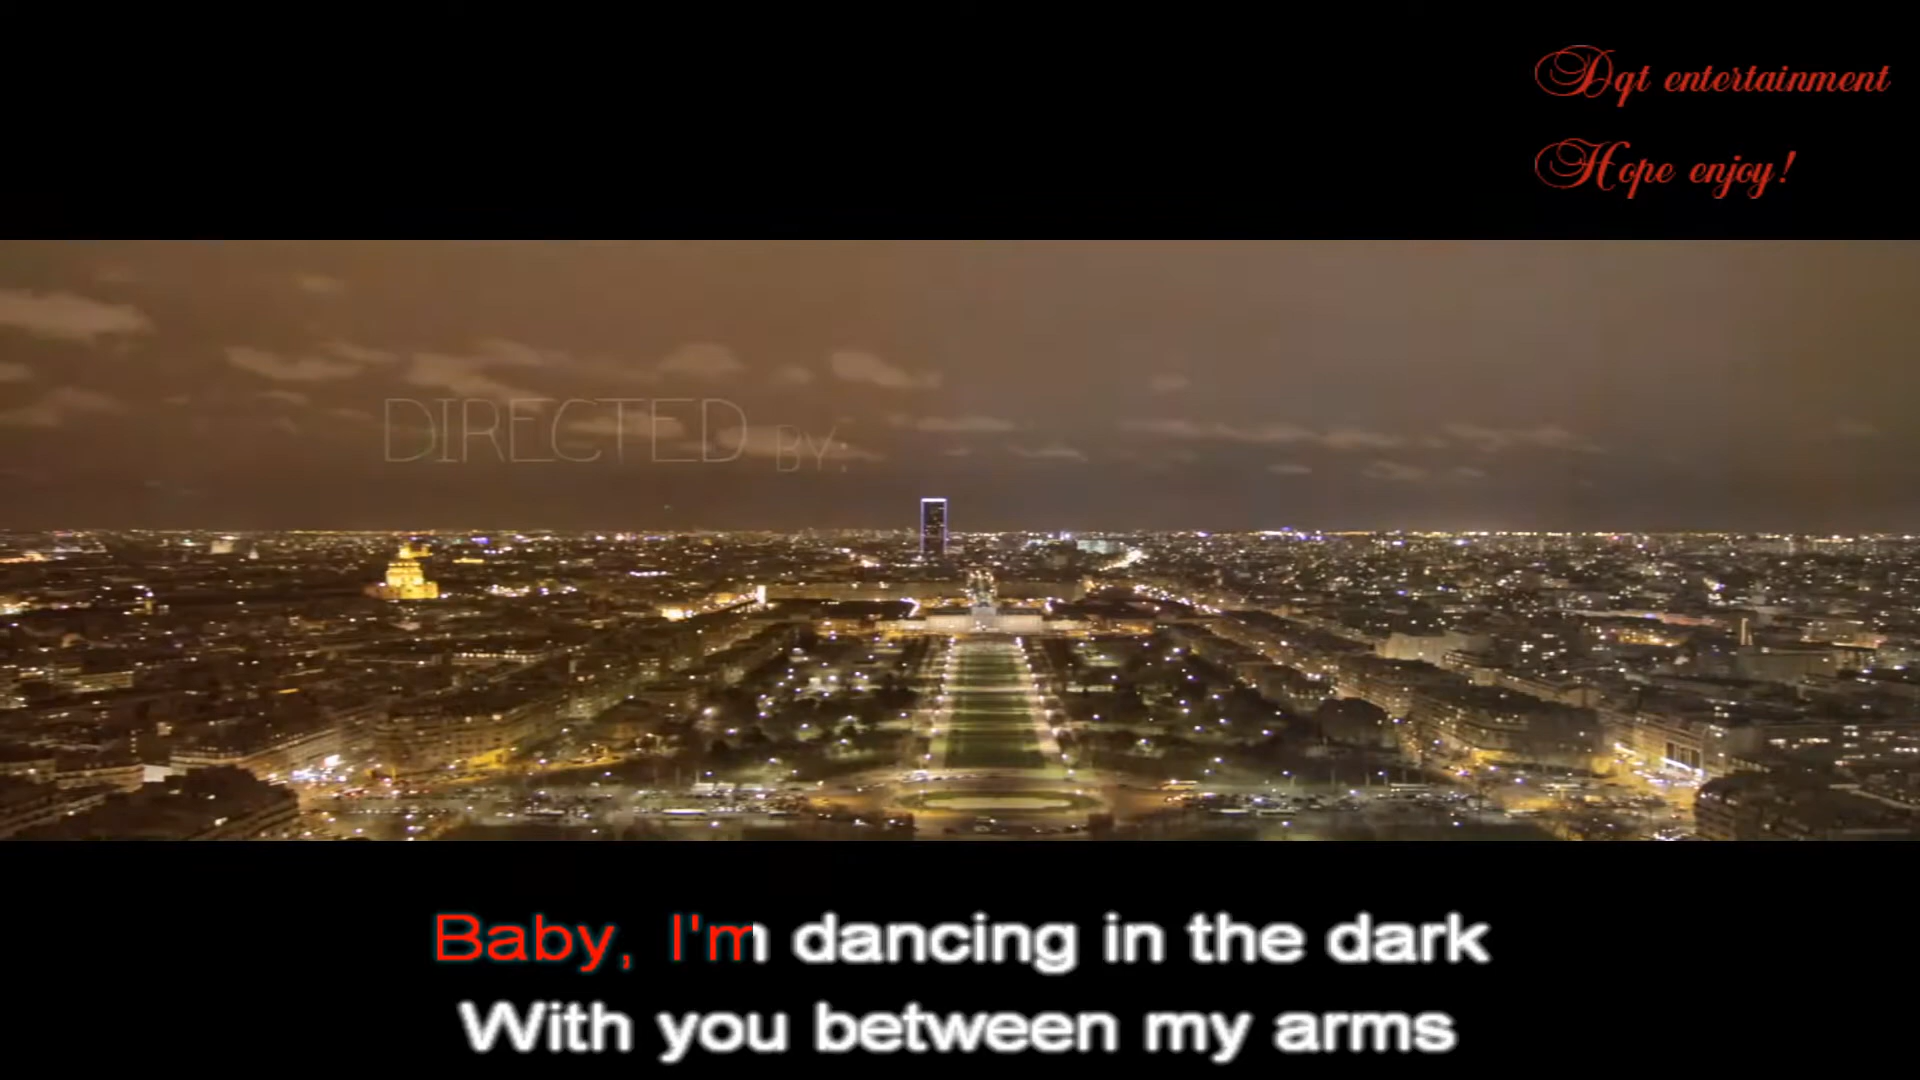 Dqt entertainment
Hope enjoy!
DIRECTED BY:
Baby, I'm dancing in the dark
With you between my arms